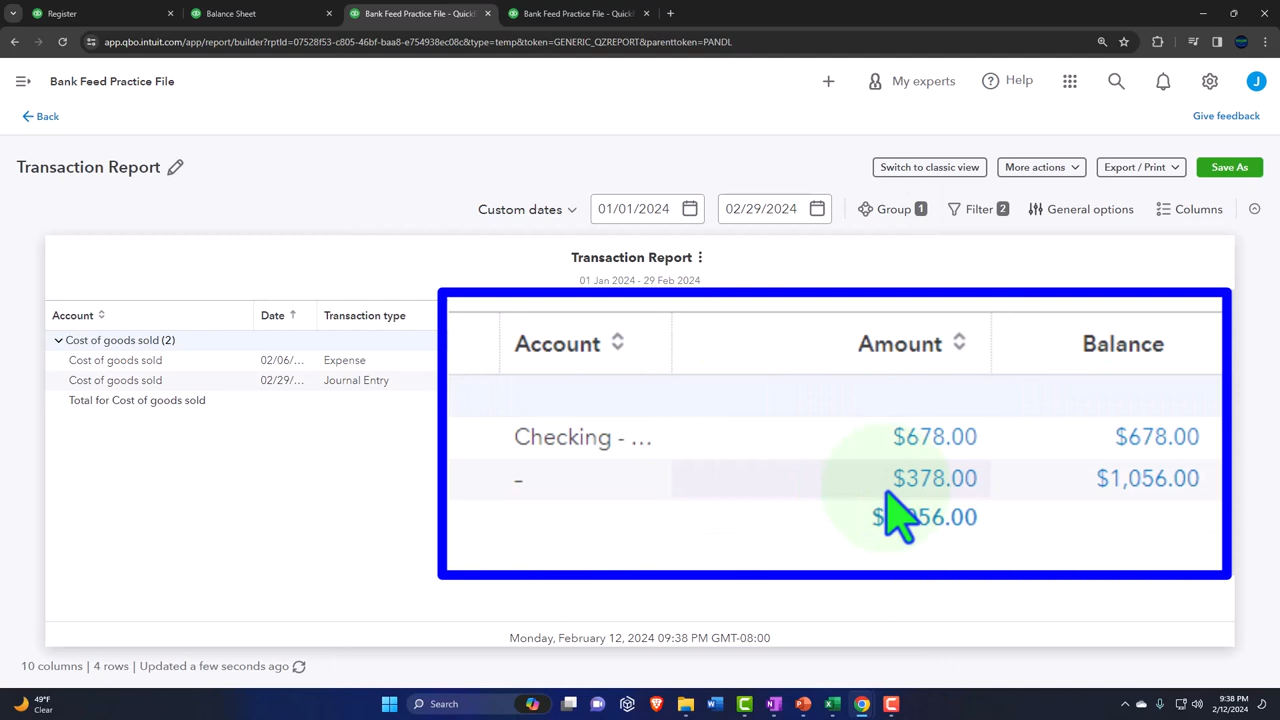 Register
Balance Sheet
Bank Feed Practice File - Quick
Bank Feed Practice File - Quick
app.qbo.intuit.com/app/report/builder?rptId=07528f53-c805-46bf-baa8-e754938ec08c&type=temp&token=GENERIC_QZREPORT&parenttoken=PANDL
Bank Feed Practice File
My experts
Help
J
Back
Give feedback
Transaction Report
Switch to classic view
More actions
Export / Print
Save As
Custom dates
01/01/2024
02/29/2024
Group 1
Filter 2
General options
Columns
Transaction Report
01 Jan 2024 - 29 Feb 2024
Account Date Transaction type
Account Amount Balance
Cost of goods sold (2)
Cost of goods sold 02/06/... Expense
Cost of goods sold 02/29/... Journal Entry
Total for Cost of goods sold
Checking - ... $678.00 $678.00
– $378.00 $1,056.00
Monday, February 12, 2024 09:38 PM GMT-08:00
10 columns | 4 rows | Updated a few seconds ago
49°F
Clear
Search
9:38 PM
2/12/2024